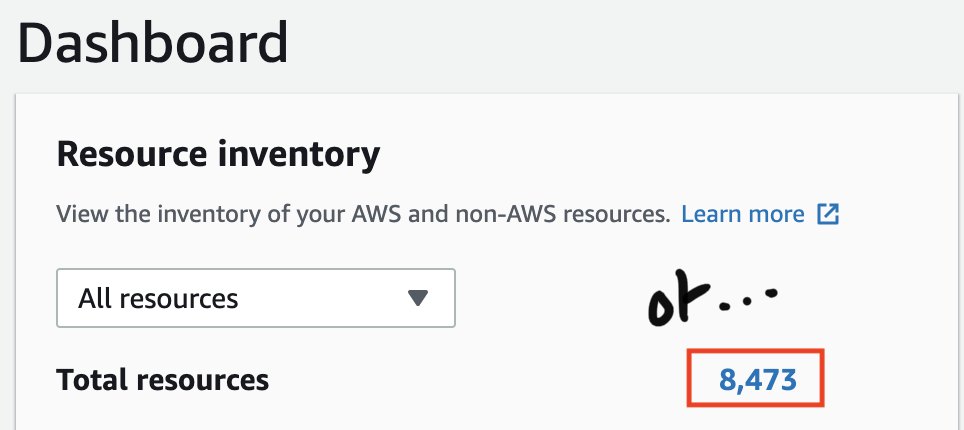 Dashboard
Resource inventory
View the inventory of your AWS and non-AWS resources. Learn more
All resources
or...
Total resources 8,473